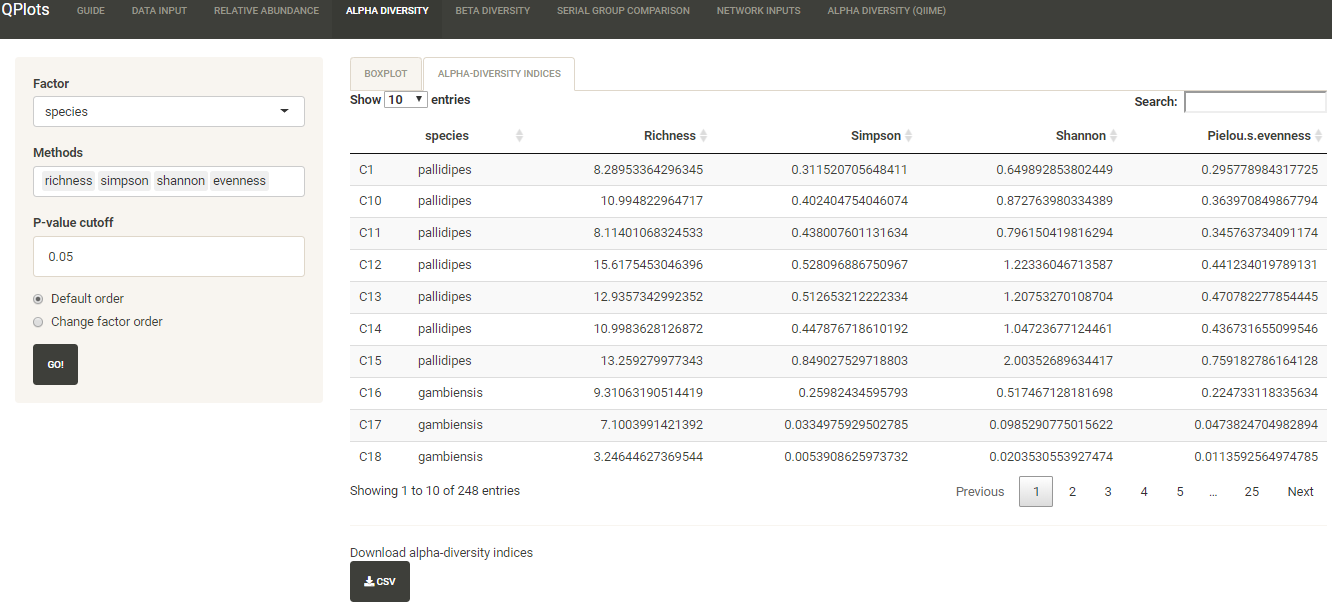 QPlots GUIDE DATA INPUT RELATIVE ABUNDANCE ALPHA DIVERSITY BETA DIVERSITY SERIAL GROUP COMPARISON NETWORK INPUTS ALPHA DIVERSITY (QIIME)
Factor
species
Methods
richness simpson shannon evenness
P-value cutoff
0.05
Default order
Change factor order
GO!
BOXPLOT ALPHA-DIVERSITY INDICES
Show 10 entries Search:
species Richness Simpson Shannon Pielou.s.evenness
C1 pallidipes 8.28953364296345 0.311520705648411 0.649892853802449 0.295778984317725
C10 pallidipes 10.994822964717 0.402404754046074 0.872763980334389 0.363970849867794
C11 pallidipes 8.11401068324533 0.438007601131634 0.796150419816294 0.345763734091174
C12 pallidipes 15.6175453046396 0.528096886750967 1.22336046713587 0.441234019789131
C13 pallidipes 12.9357342992352 0.512653212222334 1.20753270108704 0.470782277854445
C14 pallidipes 10.9983628126872 0.447876718610192 1.04723677124461 0.436731655099546
C15 pallidipes 13.259279977343 0.849027529718803 2.00352689634417 0.759182786164128
C16 gambiensis 9.31063190514419 0.25982434595793 0.517467128181698 0.224733118335634
C17 gambiensis 7.1003991421392 0.0334975929502785 0.0985290775015622 0.0473824704982894
C18 gambiensis 3.24644627369544 0.0053908625973732 0.0203530553927474 0.0113592564974785
Showing 1 to 10 of 248 entries Previous 1 2 3 4 5 ... 25 Next
Download alpha-diversity indices
CSV